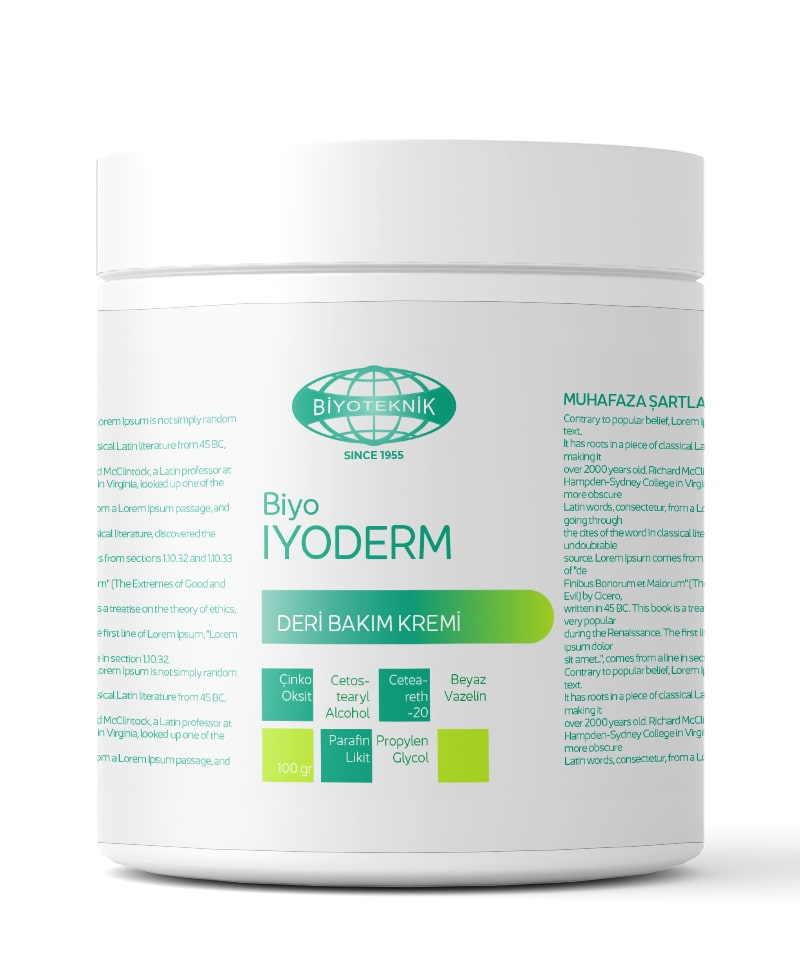 BİYOTEKNİK
SINCE 1955
Biyo
IYODERM
DERİ BAKIM KREMİ
Çinko
Oksit
Cetos-
tearyl
Alcohol
Cetea-
reth
-20
Beyaz
Vazelin
100 gr
Parafin
Likit
Propylen
Glycol
Lorem Ipsum is not simply random
sical Latin literature from 45 BC,
d McClintock, a Latin professor at
in Virginia, looked up one of the
om a Lorem Ipsum passage, and
sical literature, discovered the
s from sections 1.10.32 and 1.10.33
um" (The Extremes of Good and
s a treatise on the theory of ethics,
e first line of Lorem Ipsum, "Lorem
e in section 1.10.32.
Lorem Ipsum is not simply random
sical Latin literature from 45 BC,
d McClintock, a Latin professor at
in Virginia, looked up one of the
om a Lorem Ipsum passage, and
MUHAFAZA ŞARTLA
Contrary to popular belief, Lorem Ip
text.
It has roots in a piece of classical La
making it
over 2000 years old. Richard McCli
Hampden-Sydney College in Virgi
more obscure
Latin words, consectetur, from a Lo
going through
the cites of the word in classical lite
undoubtable
source. Lorem Ipsum comes from
of "de
Finibus Bonorum et Malorum" (Th
Evil) by Cicero,
written in 45 BC. This book is a trea
very popular
during the Renaissance. The first li
ipsum dolor
sit amet..", comes from a line in sec
Contrary to popular belief, Lorem Ip
text.
It has roots in a piece of classical La
making it
over 2000 years old. Richard McCli
Hampden-Sydney College in Virgi
more obscure
Latin words, consectetur, from a Lo